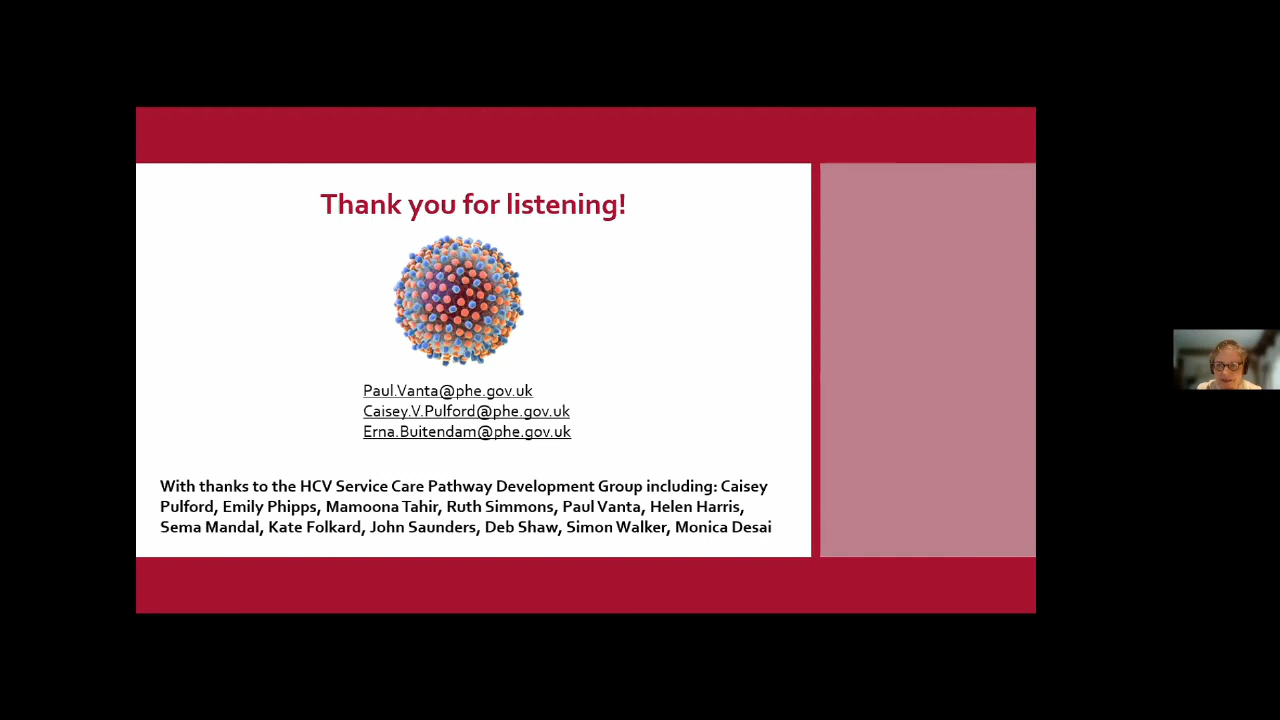 Thank you for listening!
Paul.Vanta@phe.gov.uk
Caisey.V.Pulford@phe.gov.uk
Erna.Buitendam@phe.gov.uk
With thanks to the HCV Service Care Pathway Development Group including: Caisey
Pulford, Emily Phipps, Mamoona Tahir, Ruth Simmons, Paul Vanta, Helen Harris,
Sema Mandal, Kate Folkard, John Saunders, Deb Shaw, Simon Walker, Monica Desai